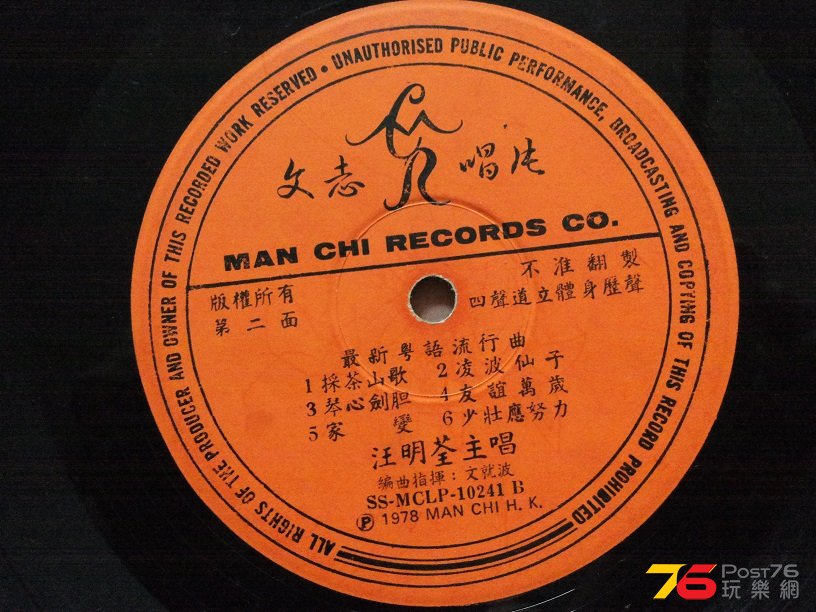 ALL RIGHTS OF THE PRODUCER AND OWNER OF THIS RECORDED WORK RESERVED • UNAUTHORISED PUBLIC PERFORMANCE, BROADCASTING AND COPYING OF THIS RECORD PROHIBITED
文志 唱片
MAN CHI RECORDS CO.
版權所有 不准翻製
第二面 四聲道立體身歷聲
最新粵語流行曲
1 採茶山歌 2 凌波仙子
3 琴心劍胆 4 友誼萬歲
5 家變 6 少壯應努力
汪明荃主唱
編曲指揮：文就波
SS-MCLP-10241 B
Ⓟ 1978 MAN CHI H. K.
76 POST76
玩樂網